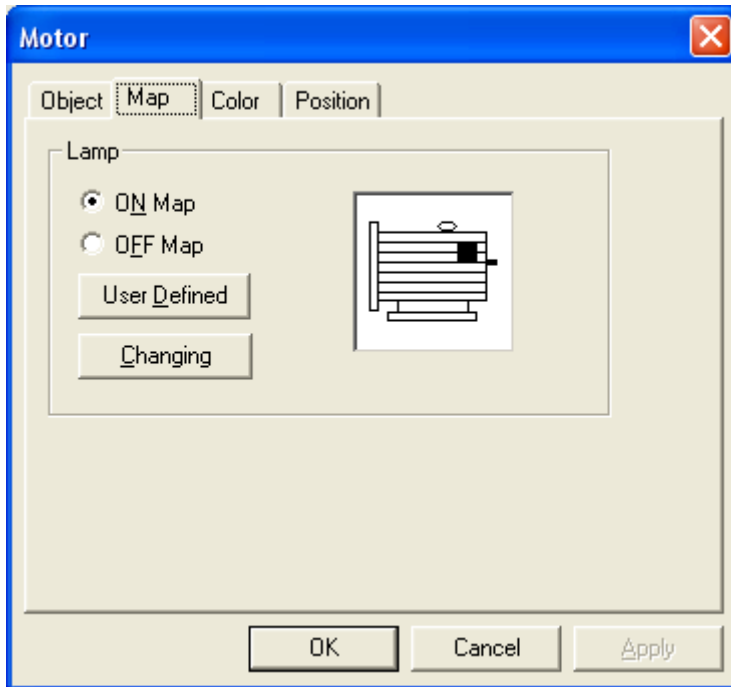 Motor
Object Map Color Position
Lamp
ON Map
OFF Map
User Defined
Changing
OK Cancel Apply